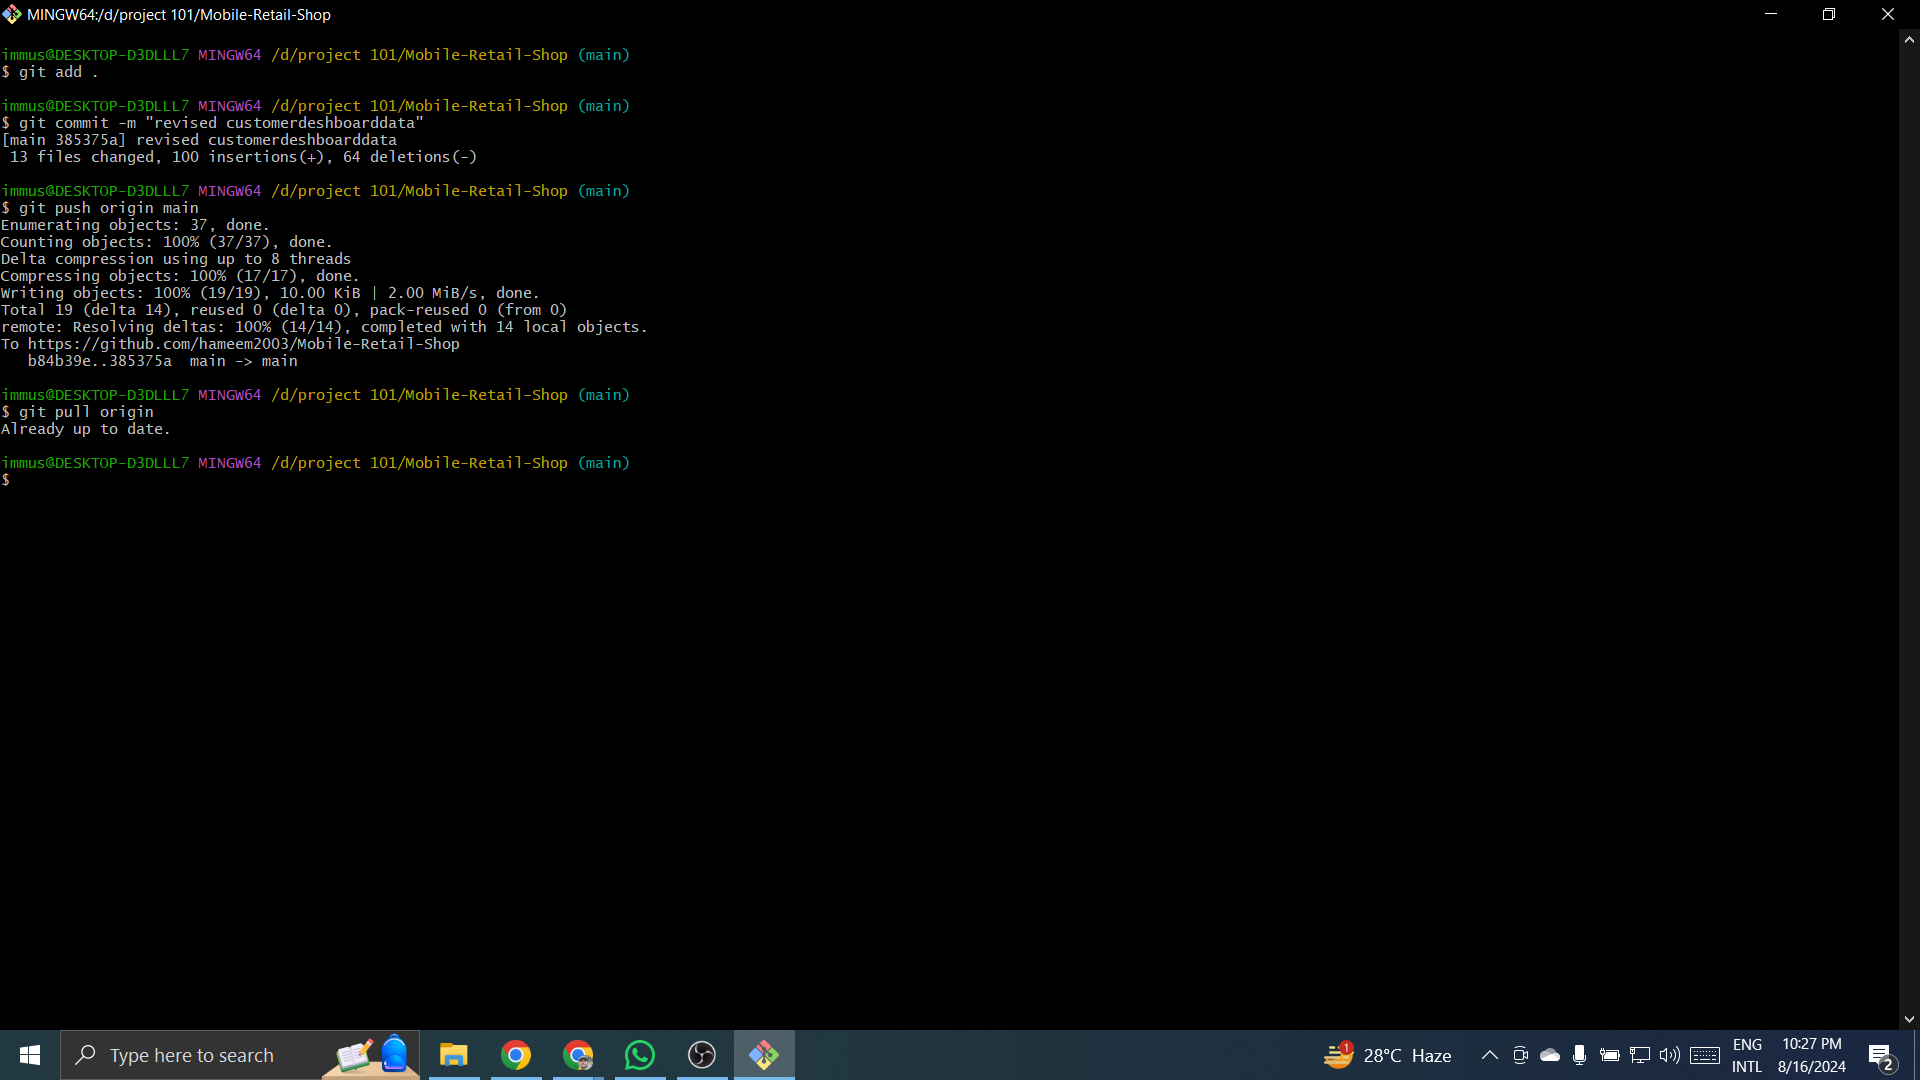 MINGW64:/d/project 101/Mobile-Retail-Shop
immus@DESKTOP-D3DLLL7 MINGW64 /d/project 101/Mobile-Retail-Shop (main)
$ git add .
immus@DESKTOP-D3DLLL7 MINGW64 /d/project 101/Mobile-Retail-Shop (main)
$ git commit -m "revised customerdeshboarddata"
[main 385375a] revised customerdeshboarddata
 13 files changed, 100 insertions(+), 64 deletions(-)
immus@DESKTOP-D3DLLL7 MINGW64 /d/project 101/Mobile-Retail-Shop (main)
$ git push origin main
Enumerating objects: 37, done.
Counting objects: 100% (37/37), done.
Delta compression using up to 8 threads
Compressing objects: 100% (17/17), done.
Writing objects: 100% (19/19), 10.00 KiB | 2.00 MiB/s, done.
Total 19 (delta 14), reused 0 (delta 0), pack-reused 0 (from 0)
remote: Resolving deltas: 100% (14/14), completed with 14 local objects.
To https://github.com/hameem2003/Mobile-Retail-Shop
   b84b39e..385375a  main -> main
immus@DESKTOP-D3DLLL7 MINGW64 /d/project 101/Mobile-Retail-Shop (main)
$ git pull origin
Already up to date.
immus@DESKTOP-D3DLLL7 MINGW64 /d/project 101/Mobile-Retail-Shop (main)
$
Type here to search
1
28°C Haze
ENG
INTL
10:27 PM
8/16/2024
2